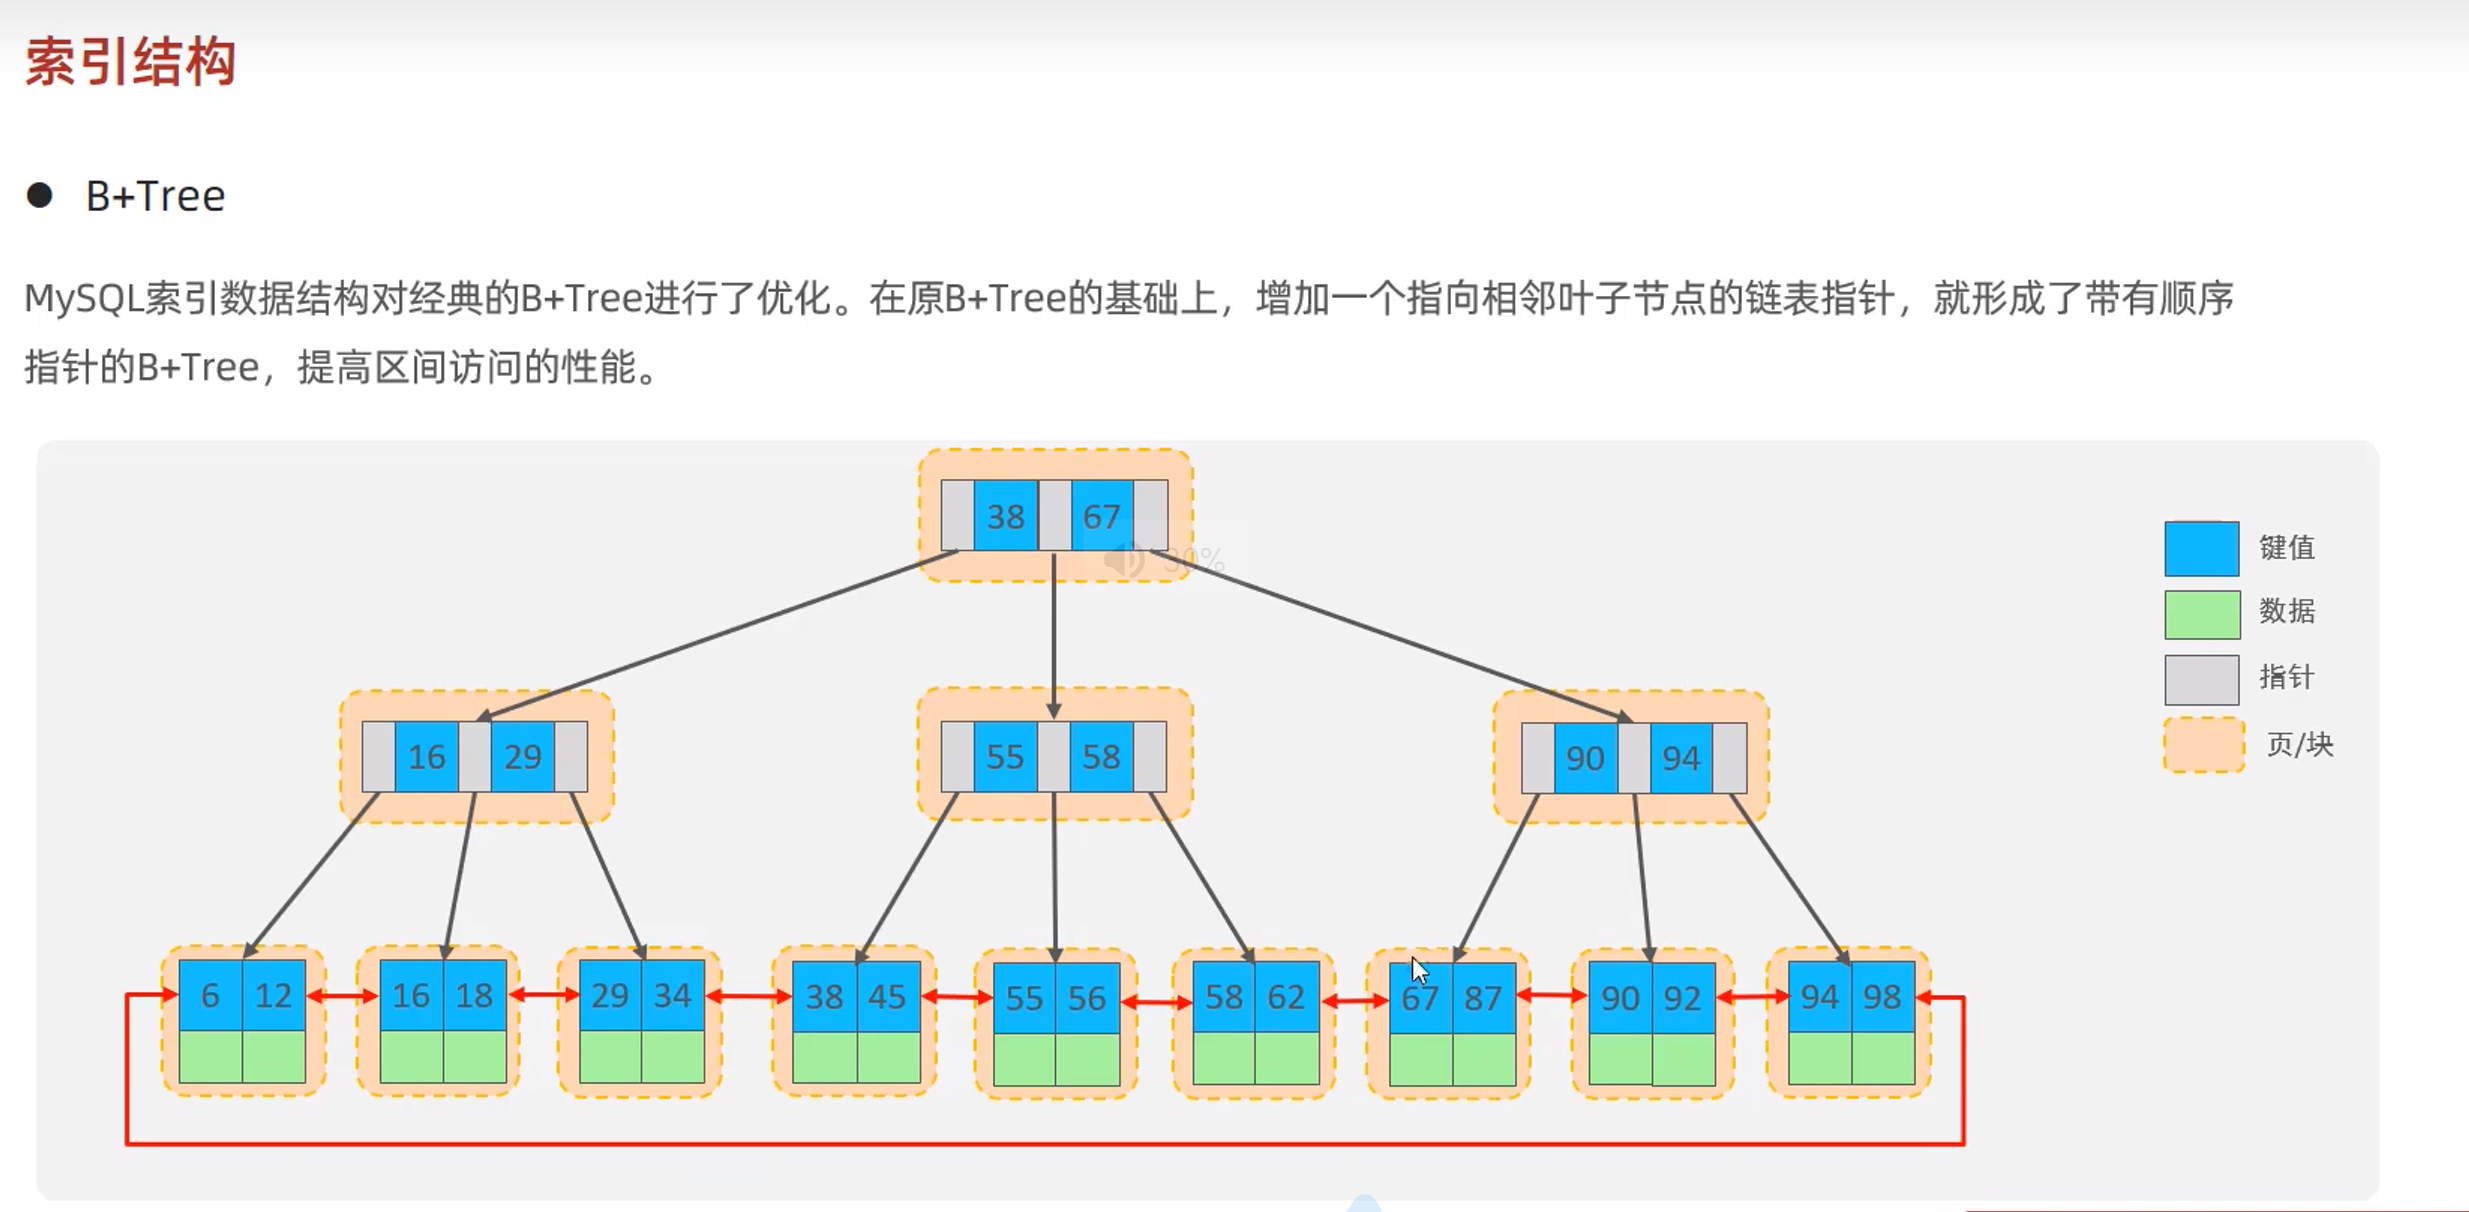 索引结构
B+Tree
MySQL索引数据结构对经典的B+Tree进行了优化。在原B+Tree的基础上，增加一个指向相邻叶子节点的链表指针，就形成了带有顺序
指针的B+Tree，提高区间访问的性能。
38 67
30%
键值
数据
指针
页/块
16 29 55 58 90 94
6 12 16 18 29 34 38 45 55 56 58 62 67 87 90 92 94 98